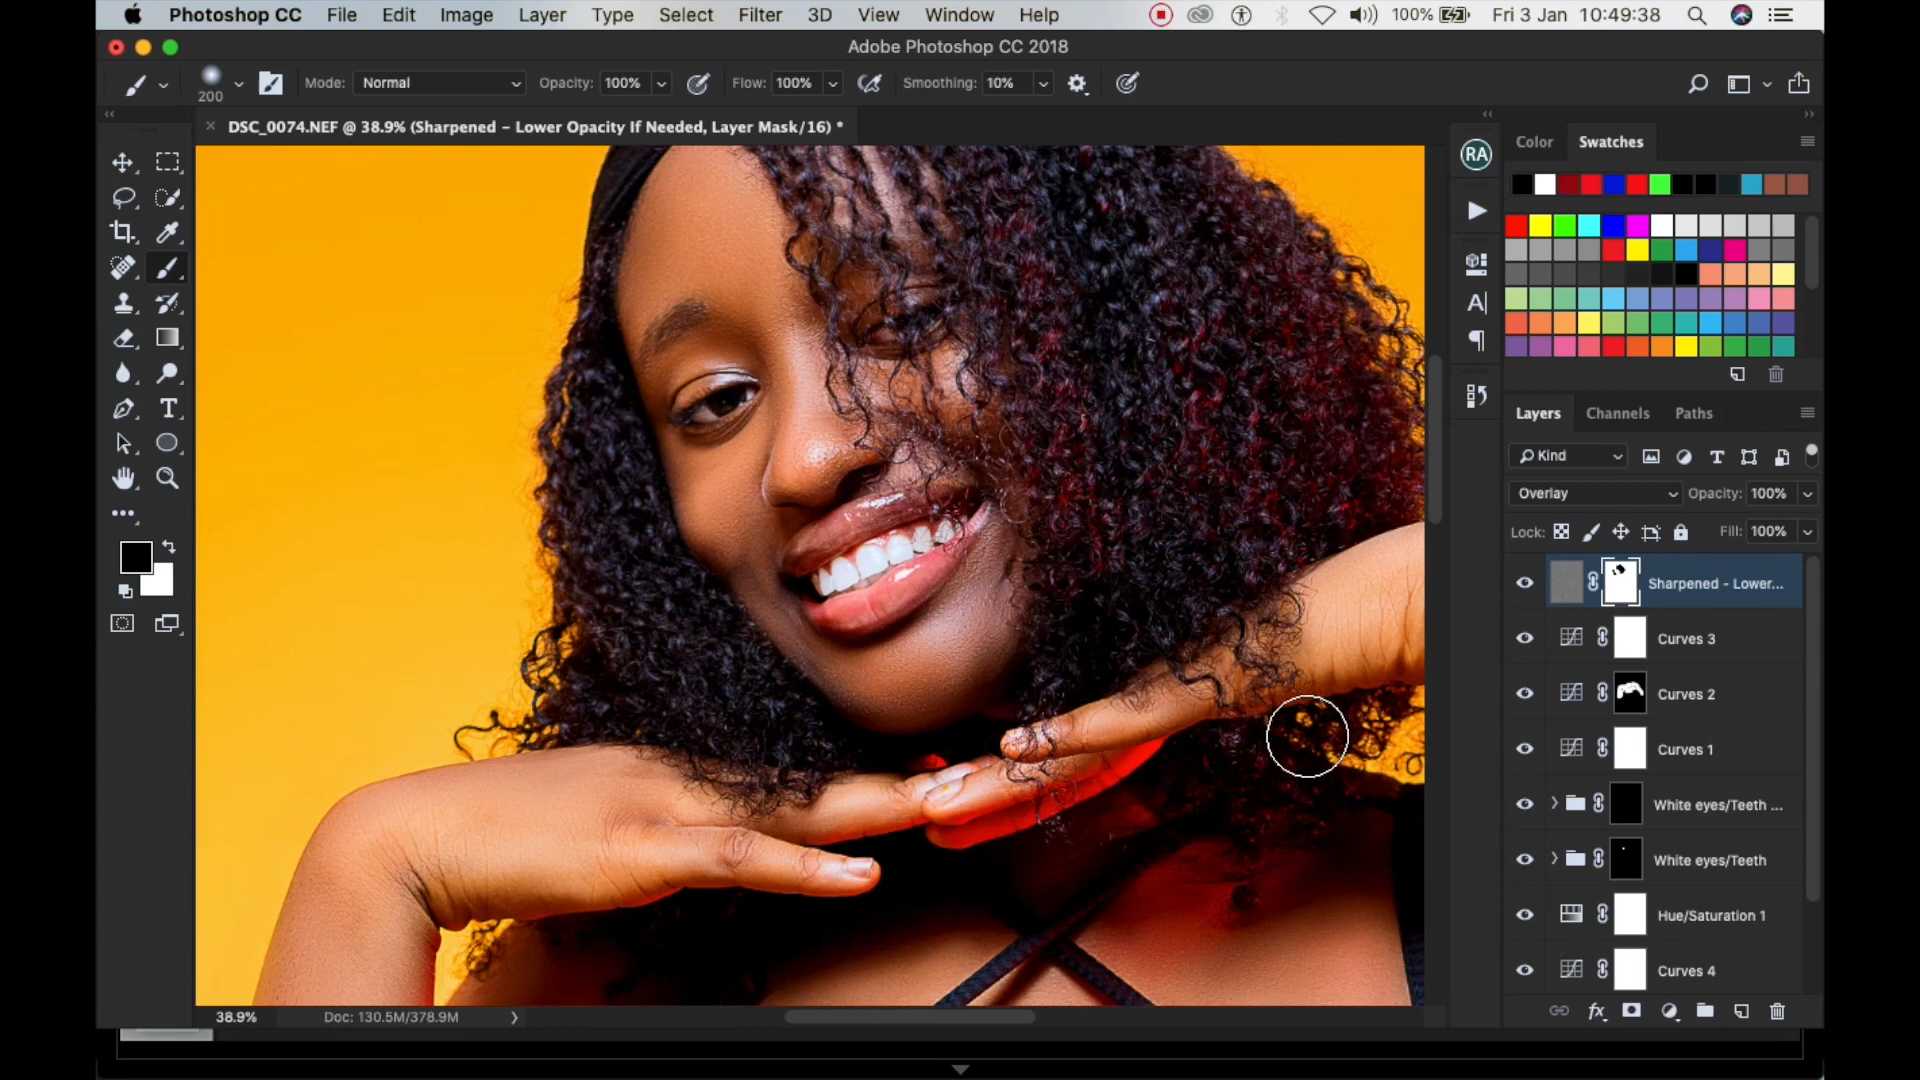 Photoshop CC File Edit Image Layer Type Select Filter 3D View Window Help 100% Fri 3 Jan 10:49:38
Adobe Photoshop CC 2018
200 Mode: Normal Opacity: 100% Flow: 100% Smoothing: 10%
× DSC_0074.NEF @ 38.9% (Sharpened - Lower Opacity If Needed, Layer Mask/16) *
Color Swatches
RA
Layers Channels Paths
Kind
Overlay Opacity: 100%
Lock: Fill: 100%
Sharpened - Lower...
Curves 3
Curves 2
Curves 1
White eyes/Teeth ...
White eyes/Teeth
Hue/Saturation 1
Curves 4
38.9% Doc: 130.5M/378.9M